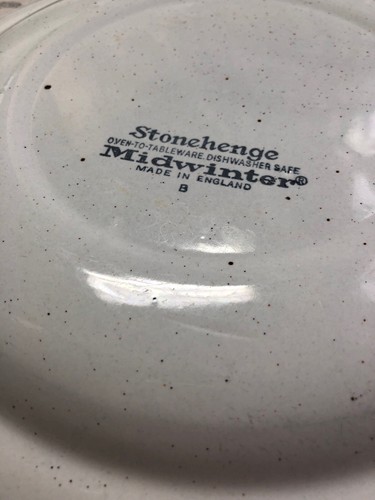 Stonehenge
OVEN-TO-TABLEWARE. DISHWASHER SAFE
Midwinter®
MADE IN ENGLAND
B